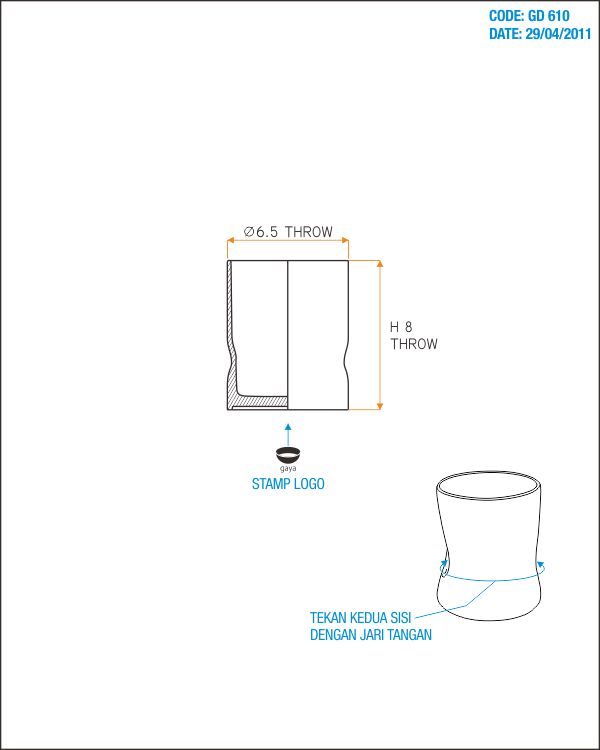 CODE: GD 610
DATE: 29/04/2011
Ø6.5 THROW
H 8
THROW
gaya
STAMP LOGO
TEKAN KEDUA SISI
DENGAN JARI TANGAN